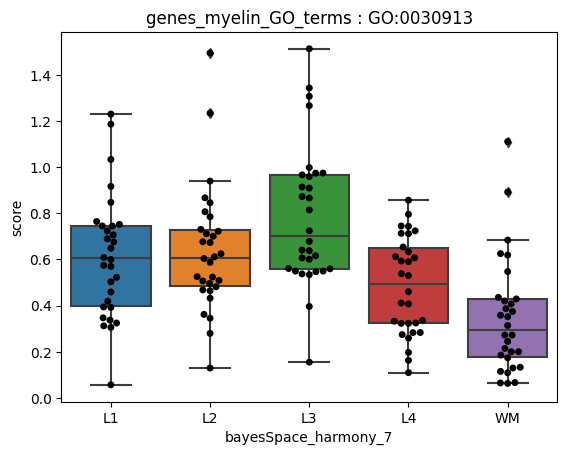 genes_myelin_GO_terms : GO:0030913
1.4
1.2
1.0
0.8
0.6
0.4
0.2
0.0
score
L1 L2 L3 L4 WM
bayesSpace_harmony_7